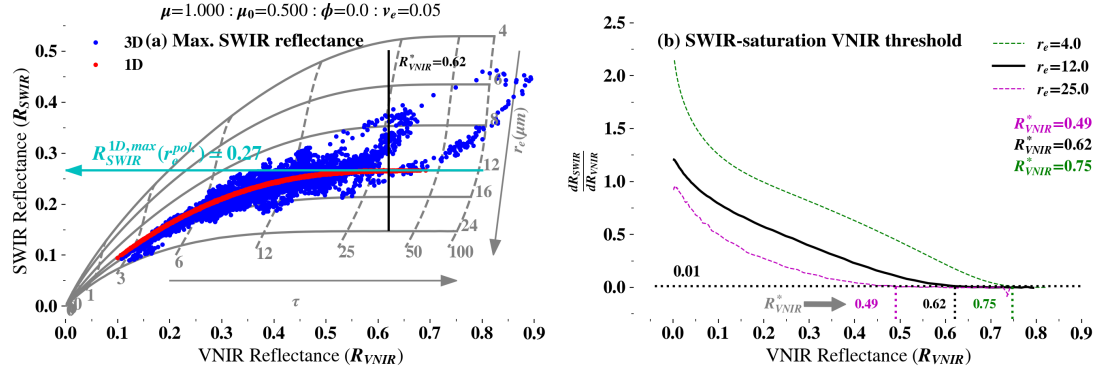 μ=1.000 : μ₀=0.500 : ϕ=0.0 : vₑ=0.05
(a) Max. SWIR reflectance
3D
1D
R*VNIR=0.62
R^{1D,max}_{SWIR}(r^{pol}_e) = 0.27
SWIR Reflectance (R_SWIR)
0.5
0.4
0.3
0.2
0.1
0.0
4
6
8
12
16
24
rₑ(μm)
0
1
3
6
12
25
50
100
τ
0.0 0.1 0.2 0.3 0.4 0.5 0.6 0.7 0.8 0.9
VNIR Reflectance (R_VNIR)
(b) SWIR-saturation VNIR threshold
rₑ=4.0
rₑ=12.0
rₑ=25.0
R*VNIR=0.49
R*VNIR=0.62
R*VNIR=0.75
dR_SWIR
dR_VNIR
2.5
2.0
1.5
1.0
0.5
0.0
0.01
R*VNIR
0.49
0.62
0.75
0.0 0.1 0.2 0.3 0.4 0.5 0.6 0.7 0.8 0.9
VNIR Reflectance (R_VNIR)